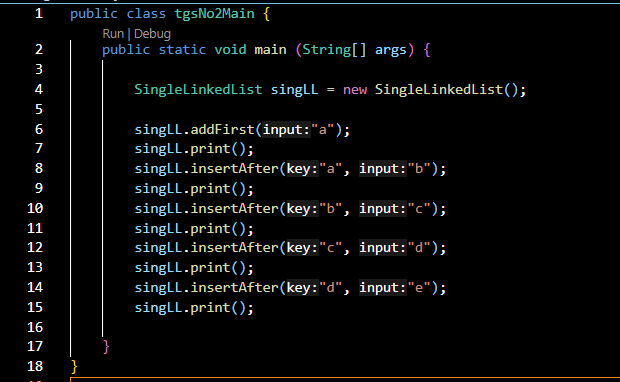 1 public class tgsNo2Main {
Run | Debug
2 public static void main (String[] args) {
3
4 SingleLinkedList singLL = new SingleLinkedList();
5
6 singLL.addFirst(input:"a");
7 singLL.print();
8 singLL.insertAfter(key:"a", input:"b");
9 singLL.print();
10 singLL.insertAfter(key:"b", input:"c");
11 singLL.print();
12 singLL.insertAfter(key:"c", input:"d");
13 singLL.print();
14 singLL.insertAfter(key:"d", input:"e");
15 singLL.print();
16
17 }
18 }